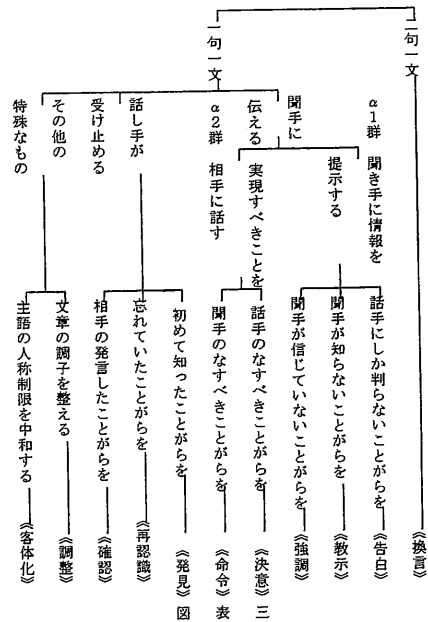 二句一文
《換言》
一句一文
聞手に
伝える
α1群　聞き手に情報を
提示する
話手にしか判らないことがらを
《告白》
聞手が知らないことがらを
《教示》
聞手が信じていないことがらを
《強調》
α2群　相手に話す
実現すべきことを
話手のなすべきことがらを
《決意》
聞手のなすべきことがらを
《命令》
話し手が
受け止める
初めて知ったことがらを
《発見》
忘れていたことがらを
《再認識》
相手の発言したことがらを
《確認》
その他の
特殊なもの
文章の調子を整える
《調整》
主語の人称制限を中和する
《客体化》
図
表
三